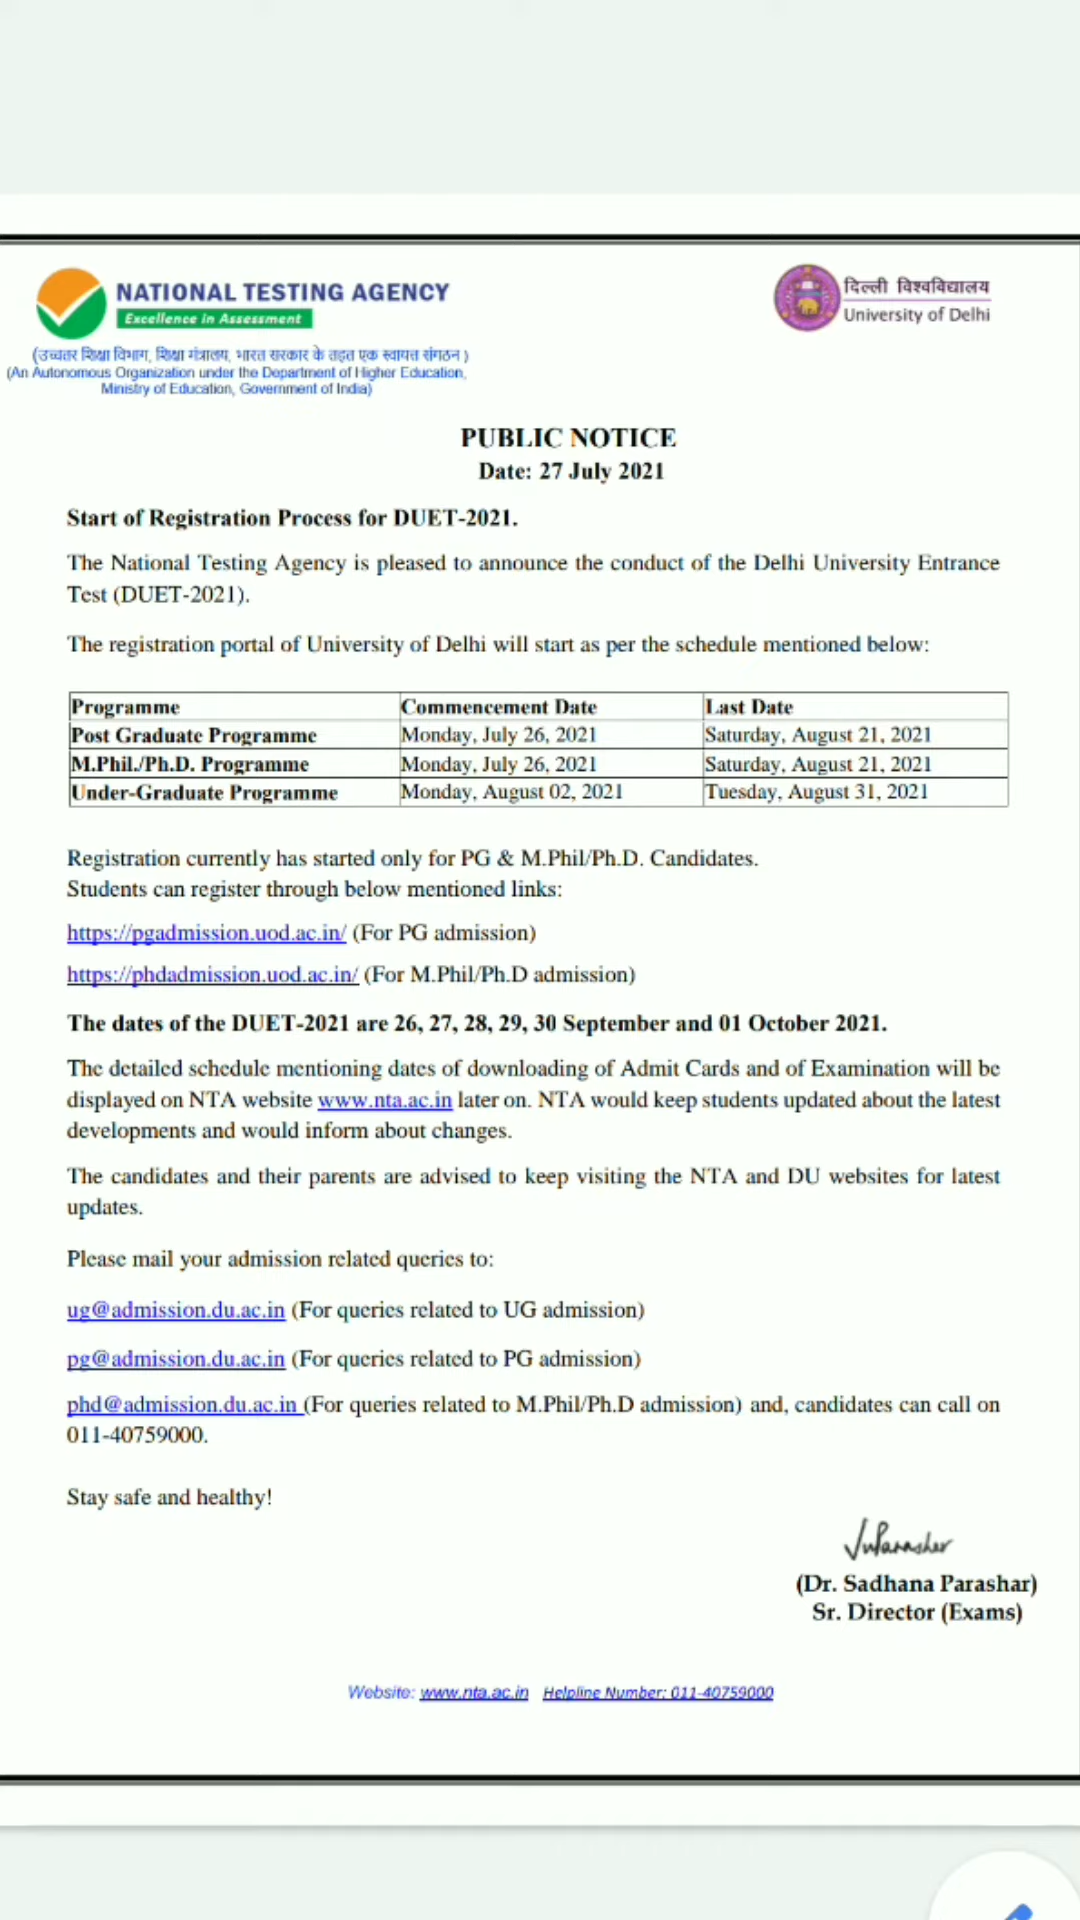 NATIONAL TESTING AGENCY
Excellence in Assessment
(उच्चतर शिक्षा विभाग, शिक्षा मंत्रालय, भारत सरकार के तहत एक स्वायत्त संगठन )
(An Autonomous Organization under the Department of Higher Education,
Ministry of Education, Government of India)
दिल्ली विश्वविद्यालय
University of Delhi
PUBLIC NOTICE
Date: 27 July 2021
Start of Registration Process for DUET-2021.
The National Testing Agency is pleased to announce the conduct of the Delhi University Entrance
Test (DUET-2021).
The registration portal of University of Delhi will start as per the schedule mentioned below:
Programme Commencement Date Last Date
Post Graduate Programme Monday, July 26, 2021 Saturday, August 21, 2021
M.Phil./Ph.D. Programme Monday, July 26, 2021 Saturday, August 21, 2021
Under-Graduate Programme Monday, August 02, 2021 Tuesday, August 31, 2021
Registration currently has started only for PG & M.Phil/Ph.D. Candidates.
Students can register through below mentioned links:
https://pgadmission.uod.ac.in/ (For PG admission)
https://phdadmission.uod.ac.in/ (For M.Phil/Ph.D admission)
The dates of the DUET-2021 are 26, 27, 28, 29, 30 September and 01 October 2021.
The detailed schedule mentioning dates of downloading of Admit Cards and of Examination will be
displayed on NTA website www.nta.ac.in later on. NTA would keep students updated about the latest
developments and would inform about changes.
The candidates and their parents are advised to keep visiting the NTA and DU websites for latest
updates.
Please mail your admission related queries to:
ug@admission.du.ac.in (For queries related to UG admission)
pg@admission.du.ac.in (For queries related to PG admission)
phd@admission.du.ac.in (For queries related to M.Phil/Ph.D admission) and, candidates can call on
011-40759000.
Stay safe and healthy!
(Dr. Sadhana Parashar)
Sr. Director (Exams)
Website: www.nta.ac.in Helpline Number: 011-40759000